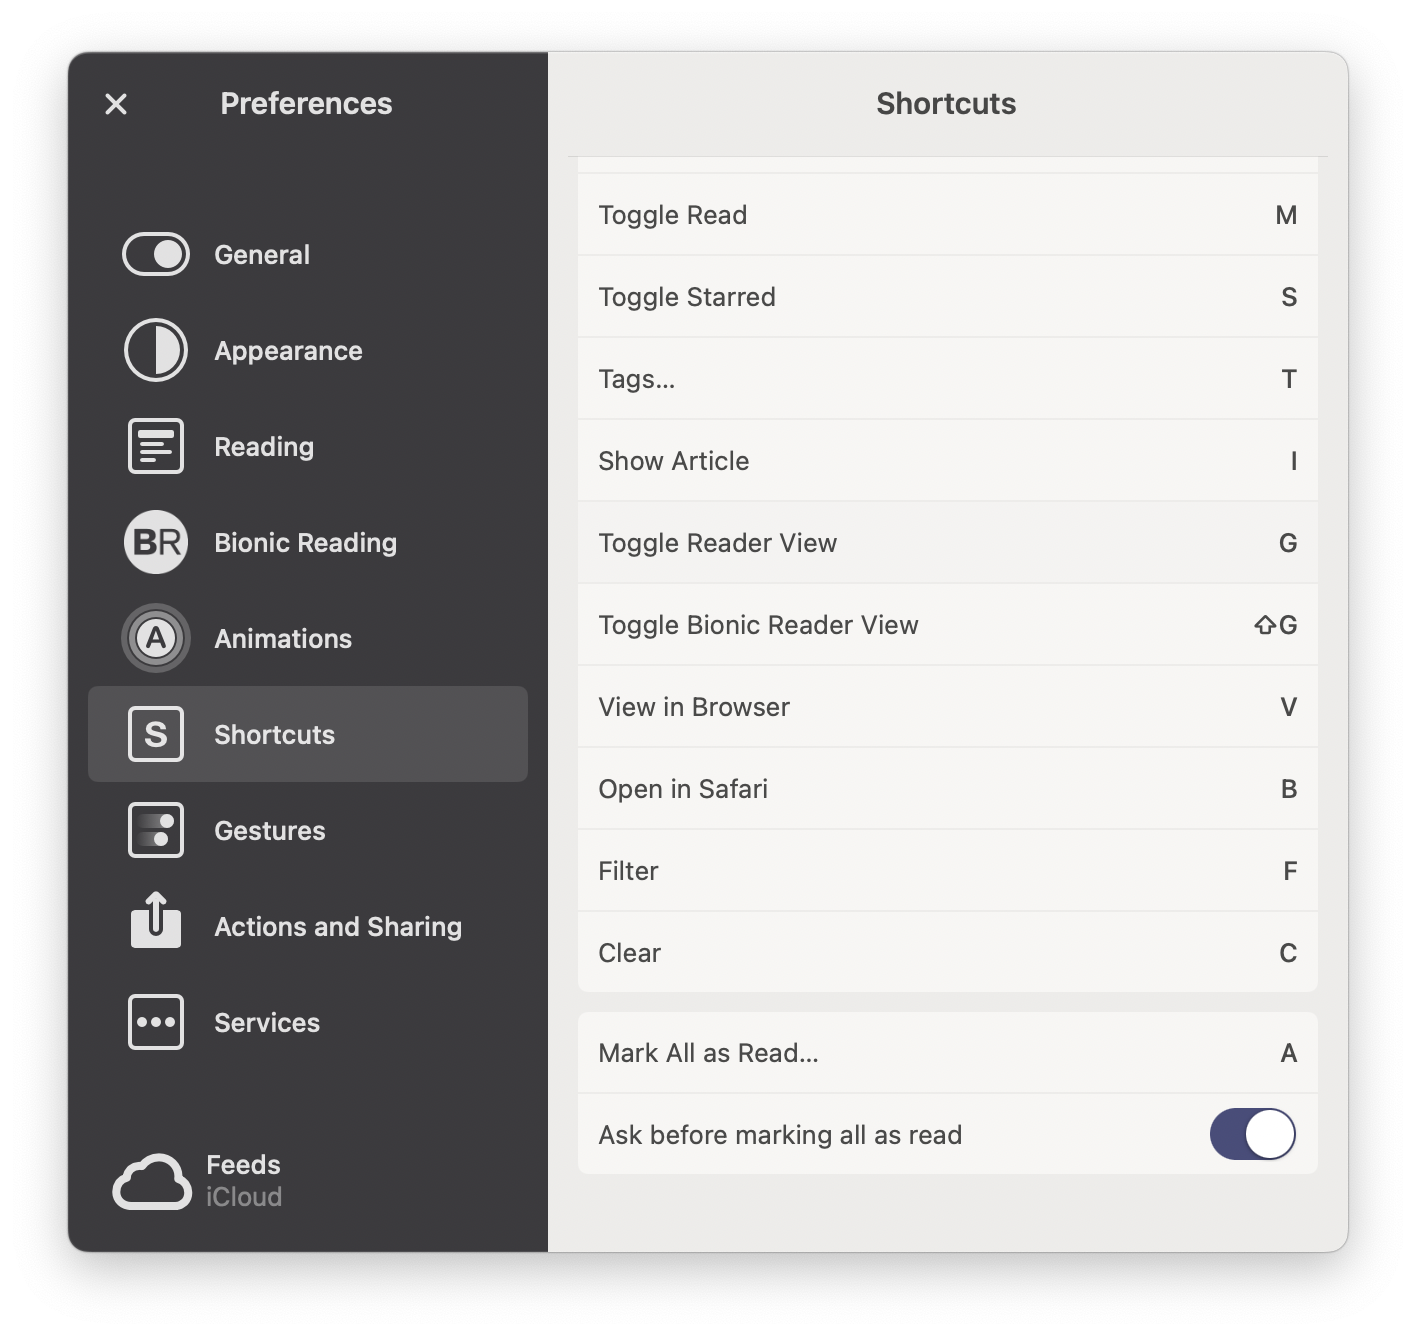 Preferences
General
Appearance
Reading
BR
Bionic Reading
A
Animations
S
Shortcuts
Gestures
Actions and Sharing
Services
Feeds
iCloud
Shortcuts
Toggle Read M
Toggle Starred S
Tags... T
Show Article I
Toggle Reader View G
Toggle Bionic Reader View ⇧G
View in Browser V
Open in Safari B
Filter F
Clear C
Mark All as Read... A
Ask before marking all as read